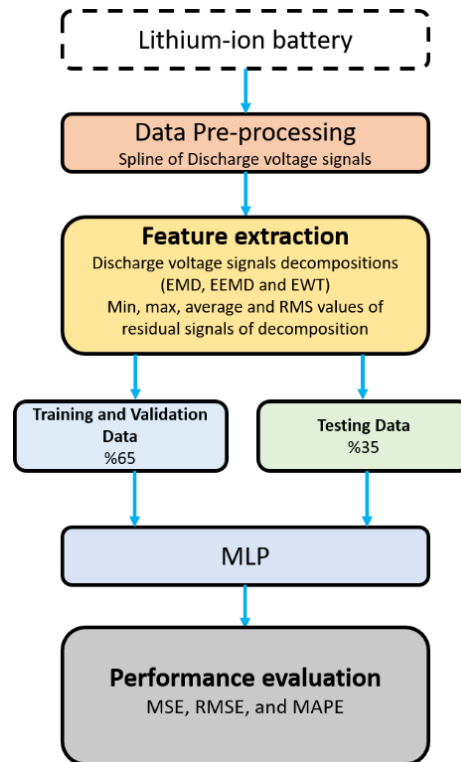 Lithium-ion battery
Data Pre-processing
Spline of Discharge voltage signals
Feature extraction
Discharge voltage signals decompositions
(EMD, EEMD and EWT)
Min, max, average and RMS values of
residual signals of decomposition
Training and Validation
Data
%65
Testing Data
%35
MLP
Performance evaluation
MSE, RMSE, and MAPE